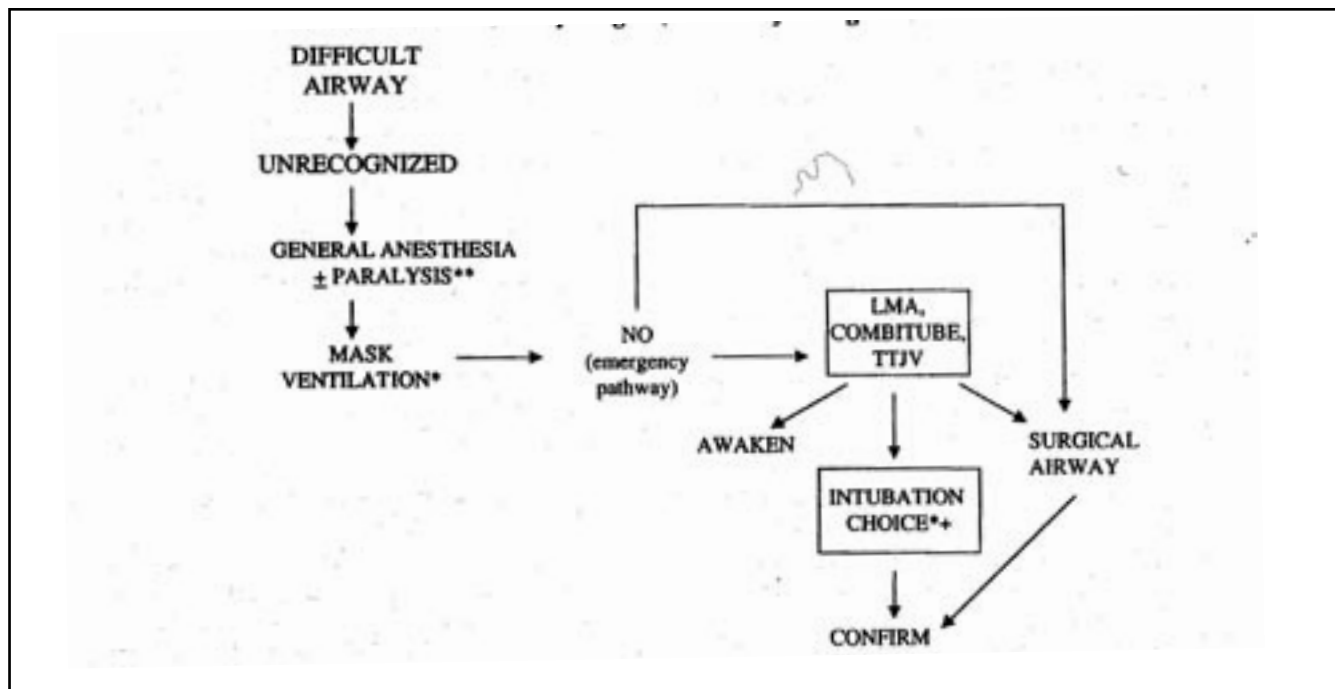 DIFFICULT
AIRWAY
UNRECOGNIZED
GENERAL ANESTHESIA
± PARALYSIS**
MASK
VENTILATION*
NO
(emergency
pathway)
LMA,
COMBITUBE,
TTJV
AWAKEN
SURGICAL
AIRWAY
INTUBATION
CHOICE*+
CONFIRM